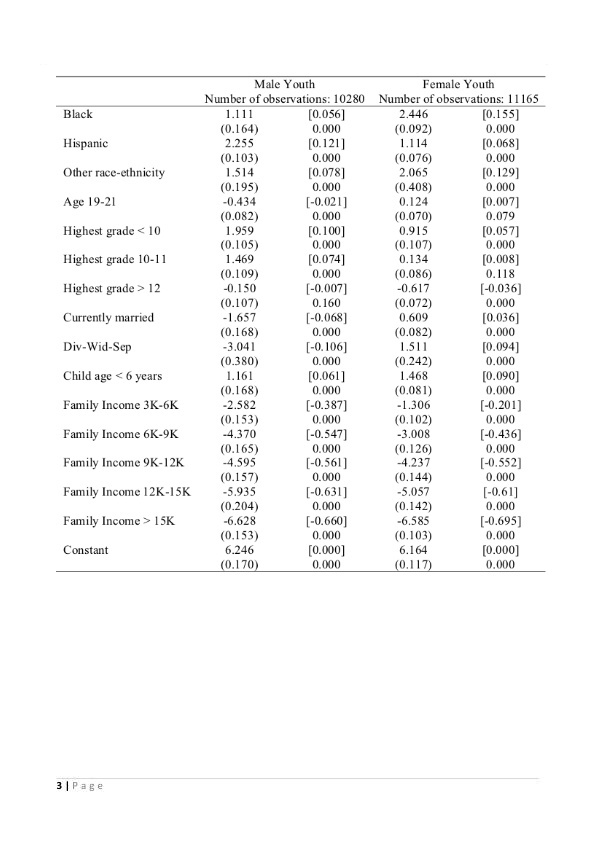 Male Youth Female Youth
Number of observations: 10280 Number of observations: 11165
Black 1.111 [0.056] 2.446 [0.155]
(0.164) 0.000 (0.092) 0.000
Hispanic 2.255 [0.121] 1.114 [0.068]
(0.103) 0.000 (0.076) 0.000
Other race-ethnicity 1.514 [0.078] 2.065 [0.129]
(0.195) 0.000 (0.408) 0.000
Age 19-21 -0.434 [-0.021] 0.124 [0.007]
(0.082) 0.000 (0.070) 0.079
Highest grade < 10 1.959 [0.100] 0.915 [0.057]
(0.105) 0.000 (0.107) 0.000
Highest grade 10-11 1.469 [0.074] 0.134 [0.008]
(0.109) 0.000 (0.086) 0.118
Highest grade > 12 -0.150 [-0.007] -0.617 [-0.036]
(0.107) 0.160 (0.072) 0.000
Currently married -1.657 [-0.068] 0.609 [0.036]
(0.168) 0.000 (0.082) 0.000
Div-Wid-Sep -3.041 [-0.106] 1.511 [0.094]
(0.380) 0.000 (0.242) 0.000
Child age < 6 years 1.161 [0.061] 1.468 [0.090]
(0.168) 0.000 (0.081) 0.000
Family Income 3K-6K -2.582 [-0.387] -1.306 [-0.201]
(0.153) 0.000 (0.102) 0.000
Family Income 6K-9K -4.370 [-0.547] -3.008 [-0.436]
(0.165) 0.000 (0.126) 0.000
Family Income 9K-12K -4.595 [-0.561] -4.237 [-0.552]
(0.157) 0.000 (0.144) 0.000
Family Income 12K-15K -5.935 [-0.631] -5.057 [-0.61]
(0.204) 0.000 (0.142) 0.000
Family Income > 15K -6.628 [-0.660] -6.585 [-0.695]
(0.153) 0.000 (0.103) 0.000
Constant 6.246 [0.000] 6.164 [0.000]
(0.170) 0.000 (0.117) 0.000
3 | Page